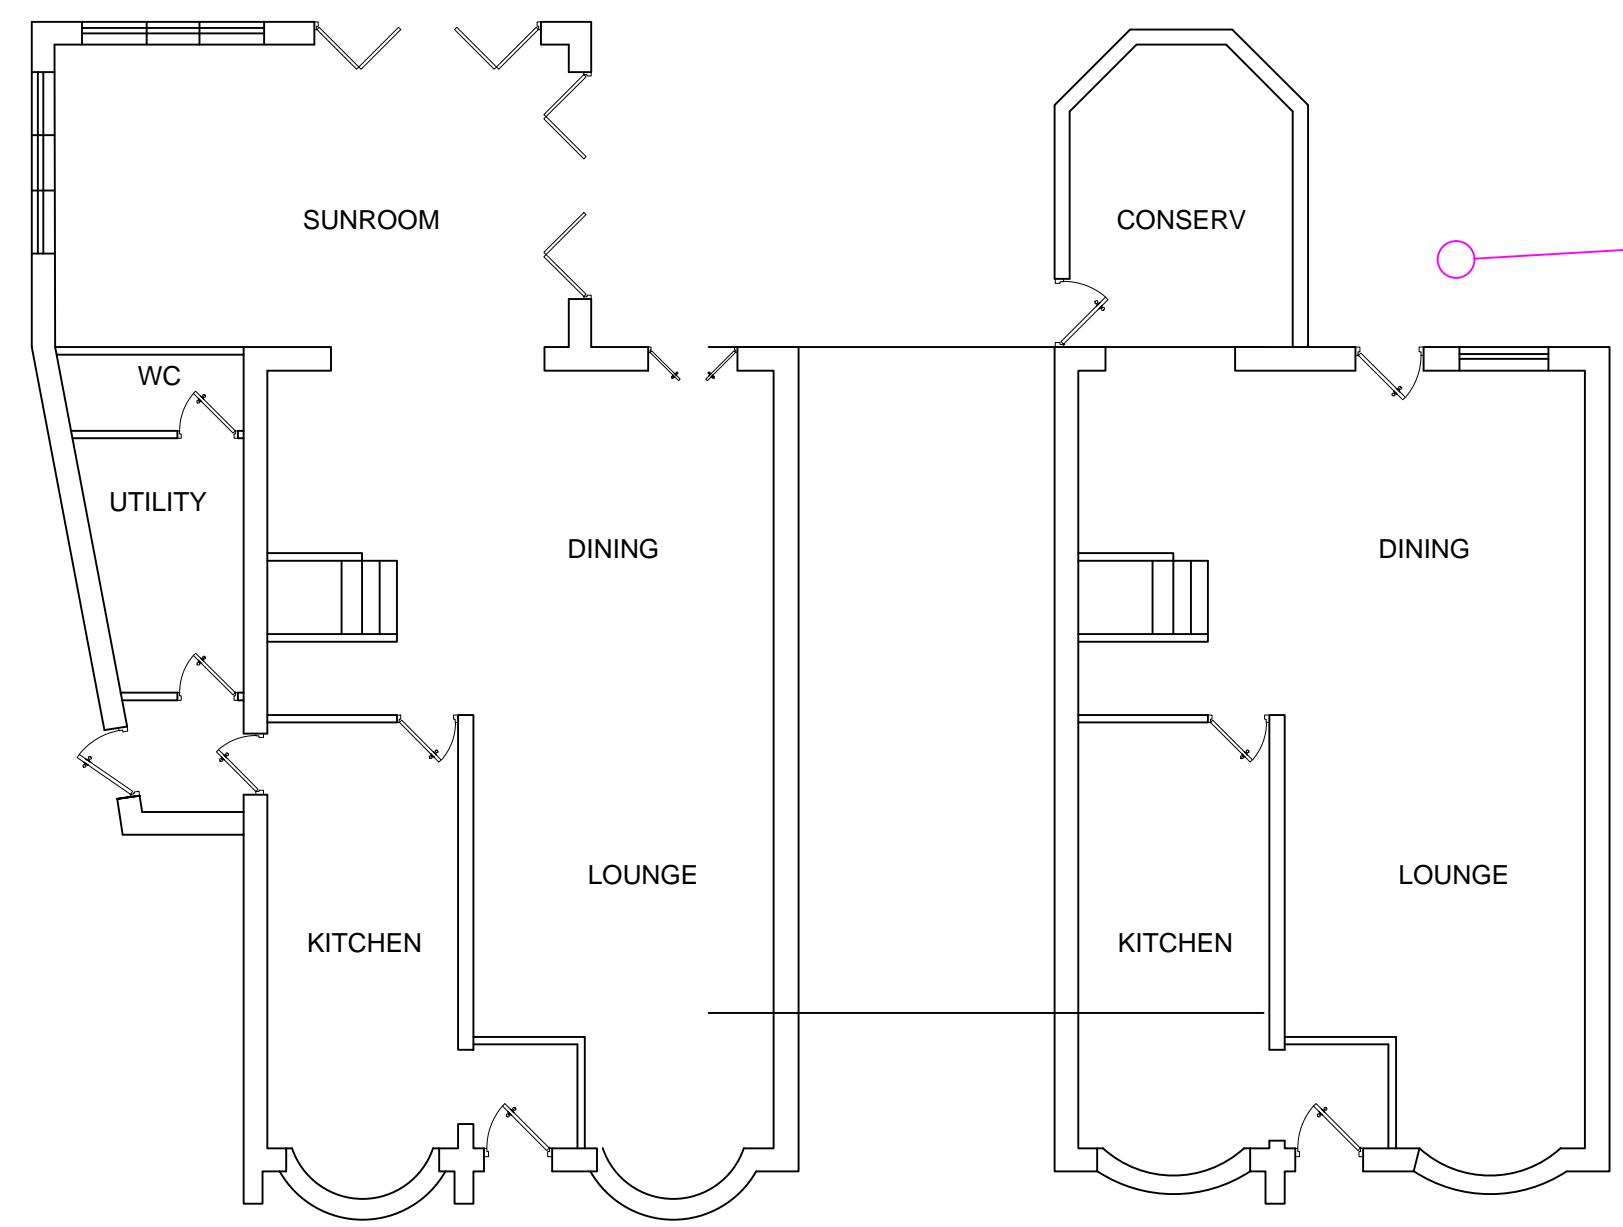 SUNROOM
CONSERV
WC
UTILITY
DINING
DINING
LOUNGE
LOUNGE
KITCHEN
KITCHEN